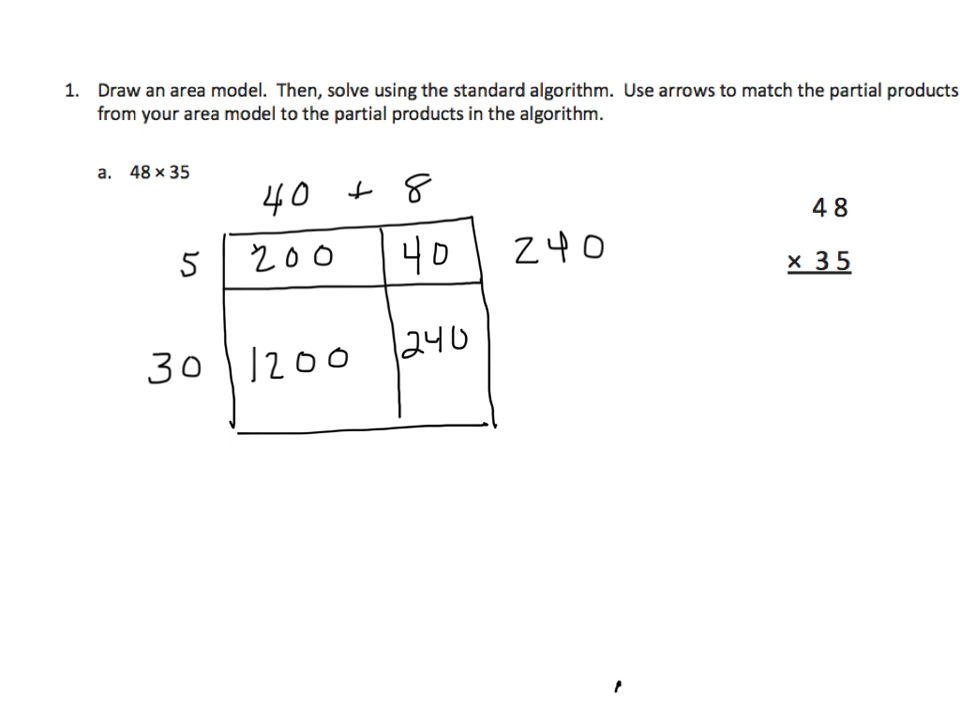 1. Draw an area model. Then, solve using the standard algorithm. Use arrows to match the partial products
from your area model to the partial products in the algorithm.
a. 48 × 35
40 + 8
48
5 200 40 240
× 35
30 1200 240